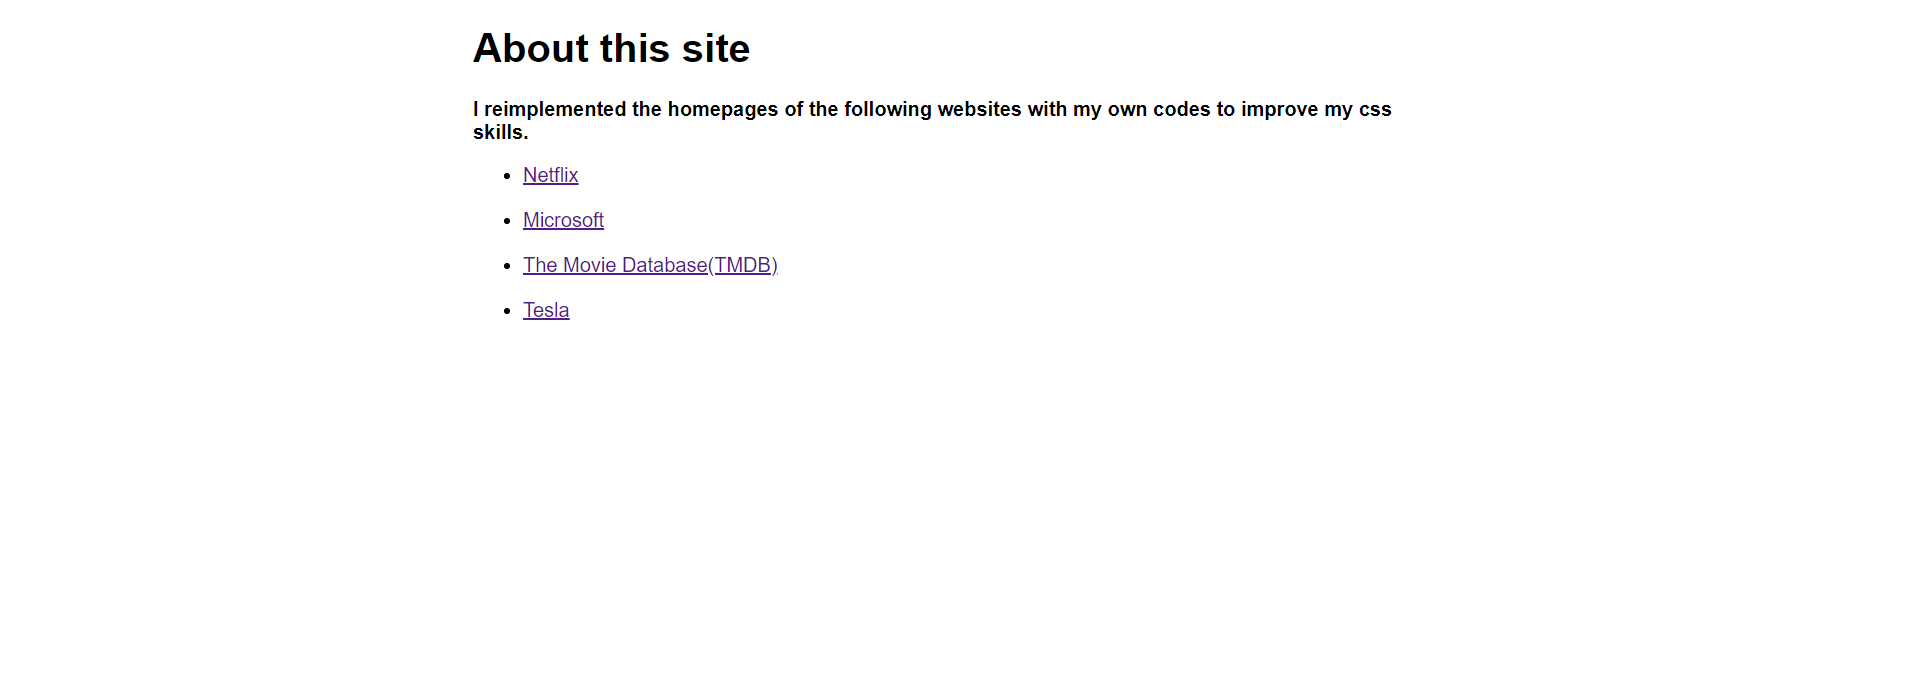 About this site
I reimplemented the homepages of the following websites with my own codes to improve my css
skills.
Netflix
Microsoft
The Movie Database(TMDB)
Tesla